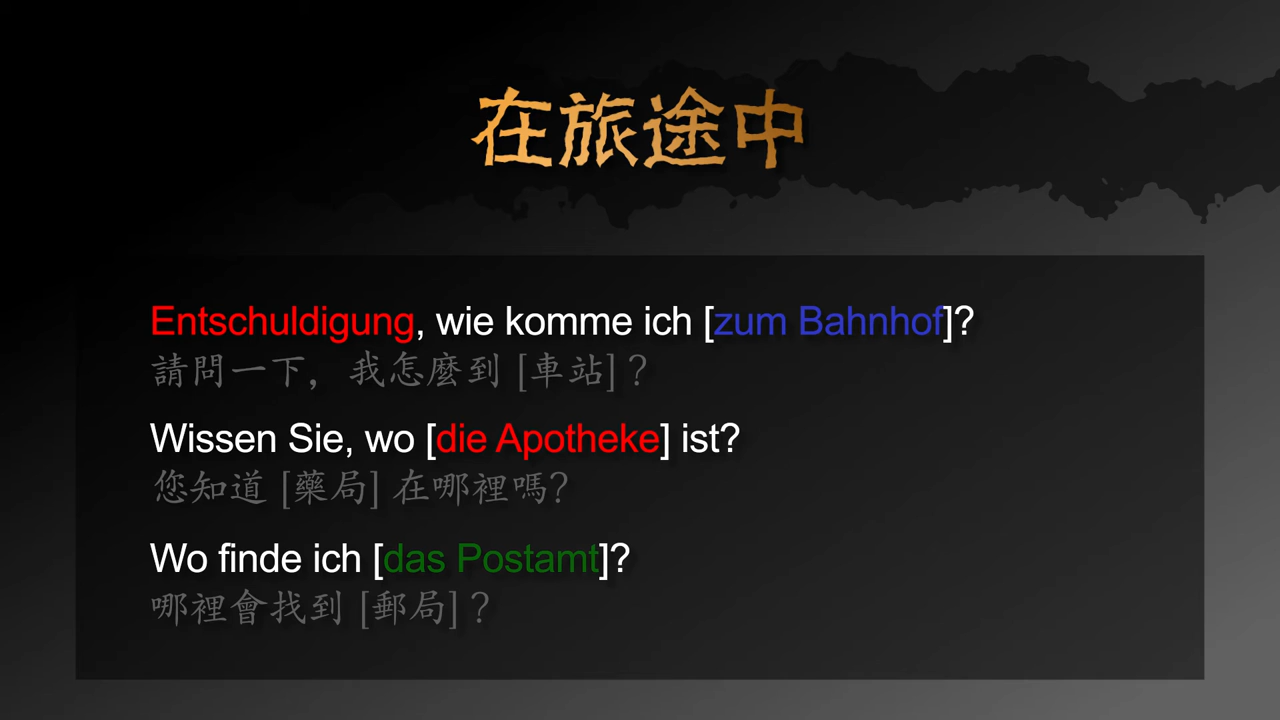 在旅途中
Entschuldigung, wie komme ich [zum Bahnhof]?
請問一下，我怎麼到 [車站]？
Wissen Sie, wo [die Apotheke] ist?
您知道 [藥局] 在哪裡嗎?
Wo finde ich [das Postamt]?
哪裡會找到 [郵局]？